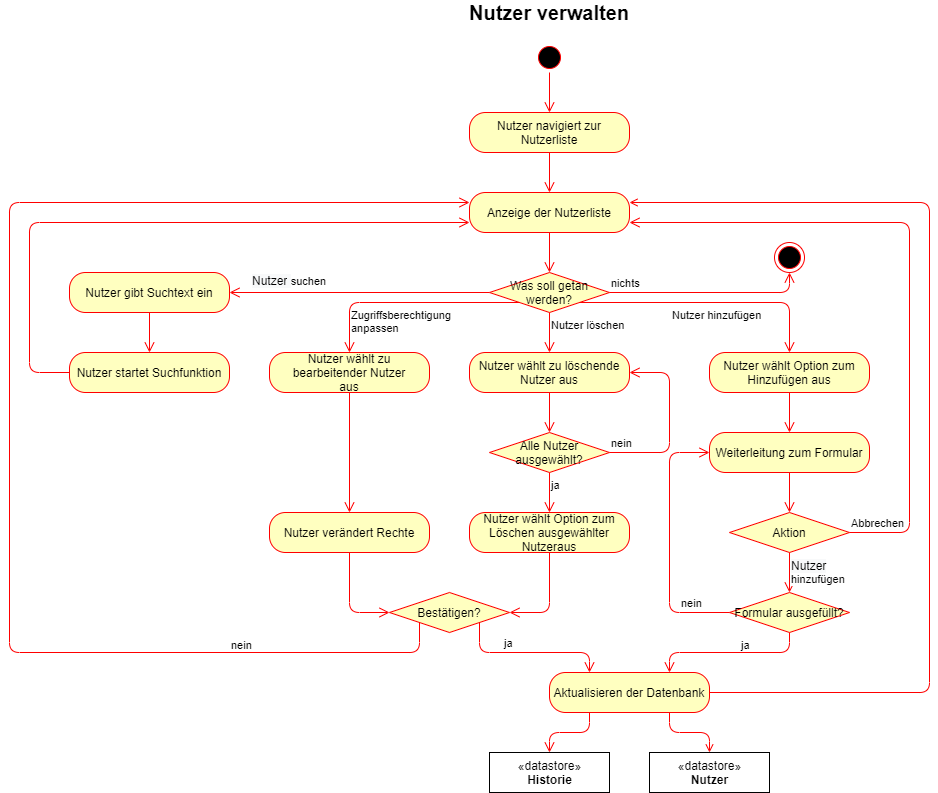 Nutzer verwalten
Nutzer navigiert zur
Nutzerliste
Anzeige der Nutzerliste
Was soll getan
werden?
nichts
Nutzer suchen
Nutzer gibt Suchtext ein
Nutzer startet Suchfunktion
Zugriffsberechtigung
anpassen
Nutzer löschen
Nutzer hinzufügen
Nutzer wählt zu
bearbeitender Nutzer
aus
Nutzer wählt zu löschende
Nutzer aus
Nutzer wählt Option zum
Hinzufügen aus
Alle Nutzer
ausgewählt?
nein
ja
Weiterleitung zum Formular
Nutzer verändert Rechte
Nutzer wählt Option zum
Löschen ausgewählter
Nutzeraus
Aktion
Abbrechen
Nutzer
hinzufügen
Bestätigen?
Formular ausgefüllt?
nein
nein
ja
ja
Aktualisieren der Datenbank
«datastore»
Historie
«datastore»
Nutzer